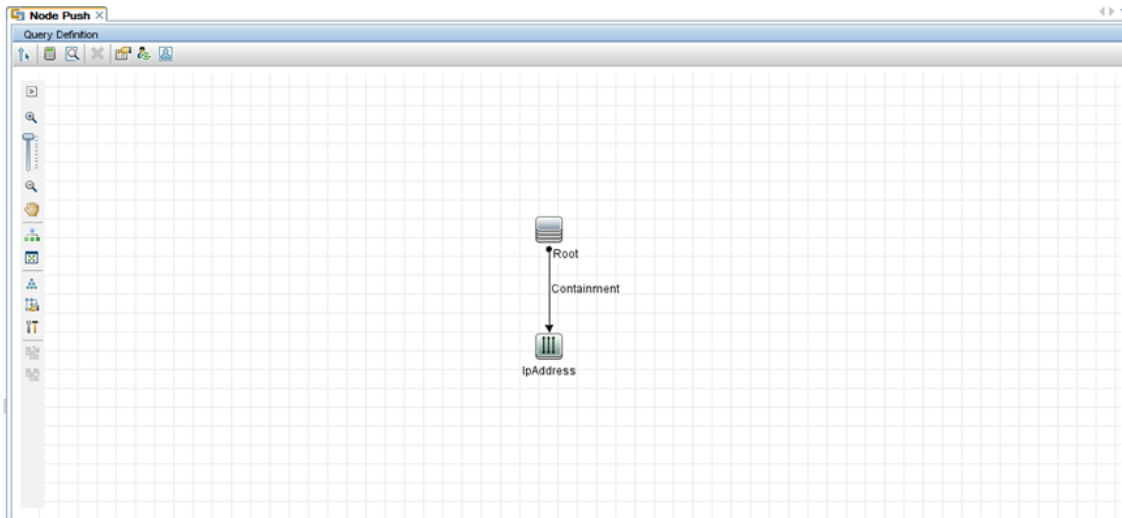 Node Push
Query Definition
Root
Containment
IpAddress